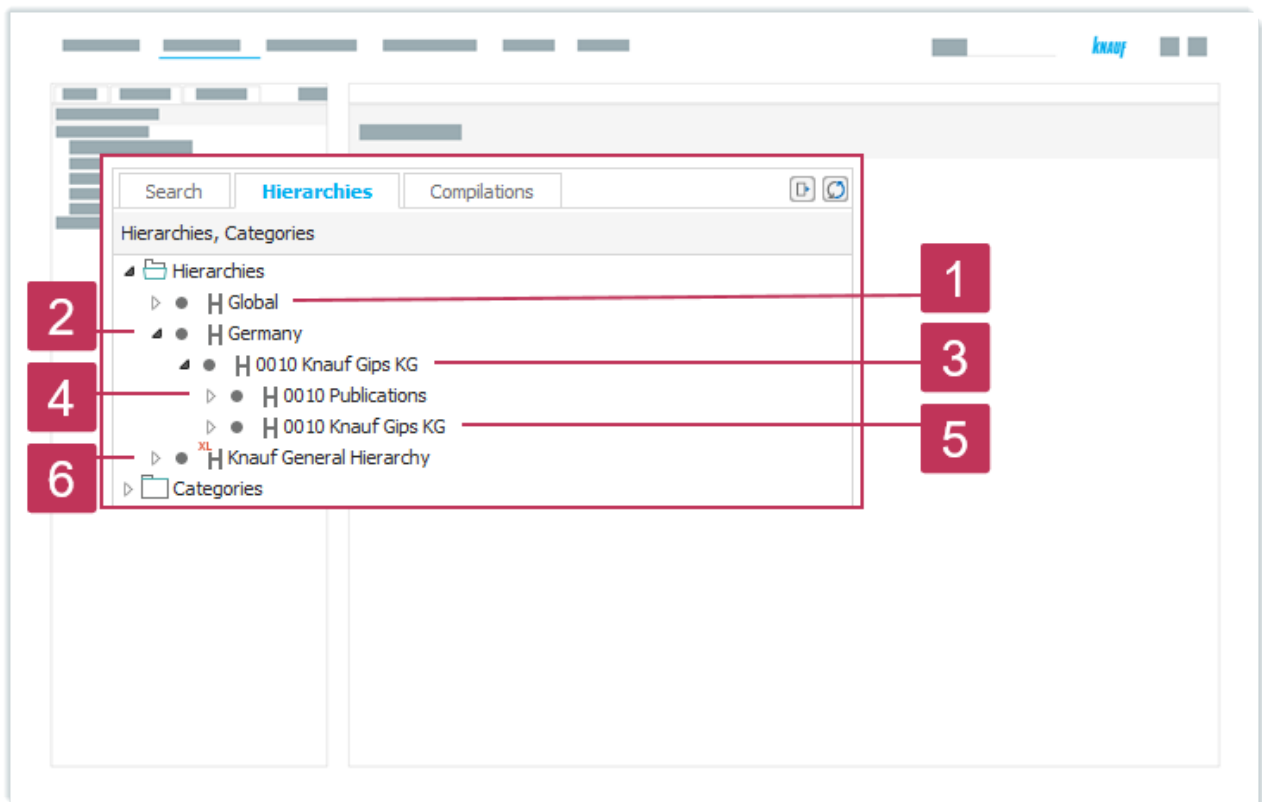 KNAUF
Search Hierarchies Compilations
Hierarchies, Categories
Hierarchies
1
2
H Global
H Germany
3
H 0010 Knauf Gips KG
4
H 0010 Publications
H 0010 Knauf Gips KG
5
6
XL H Knauf General Hierarchy
Categories